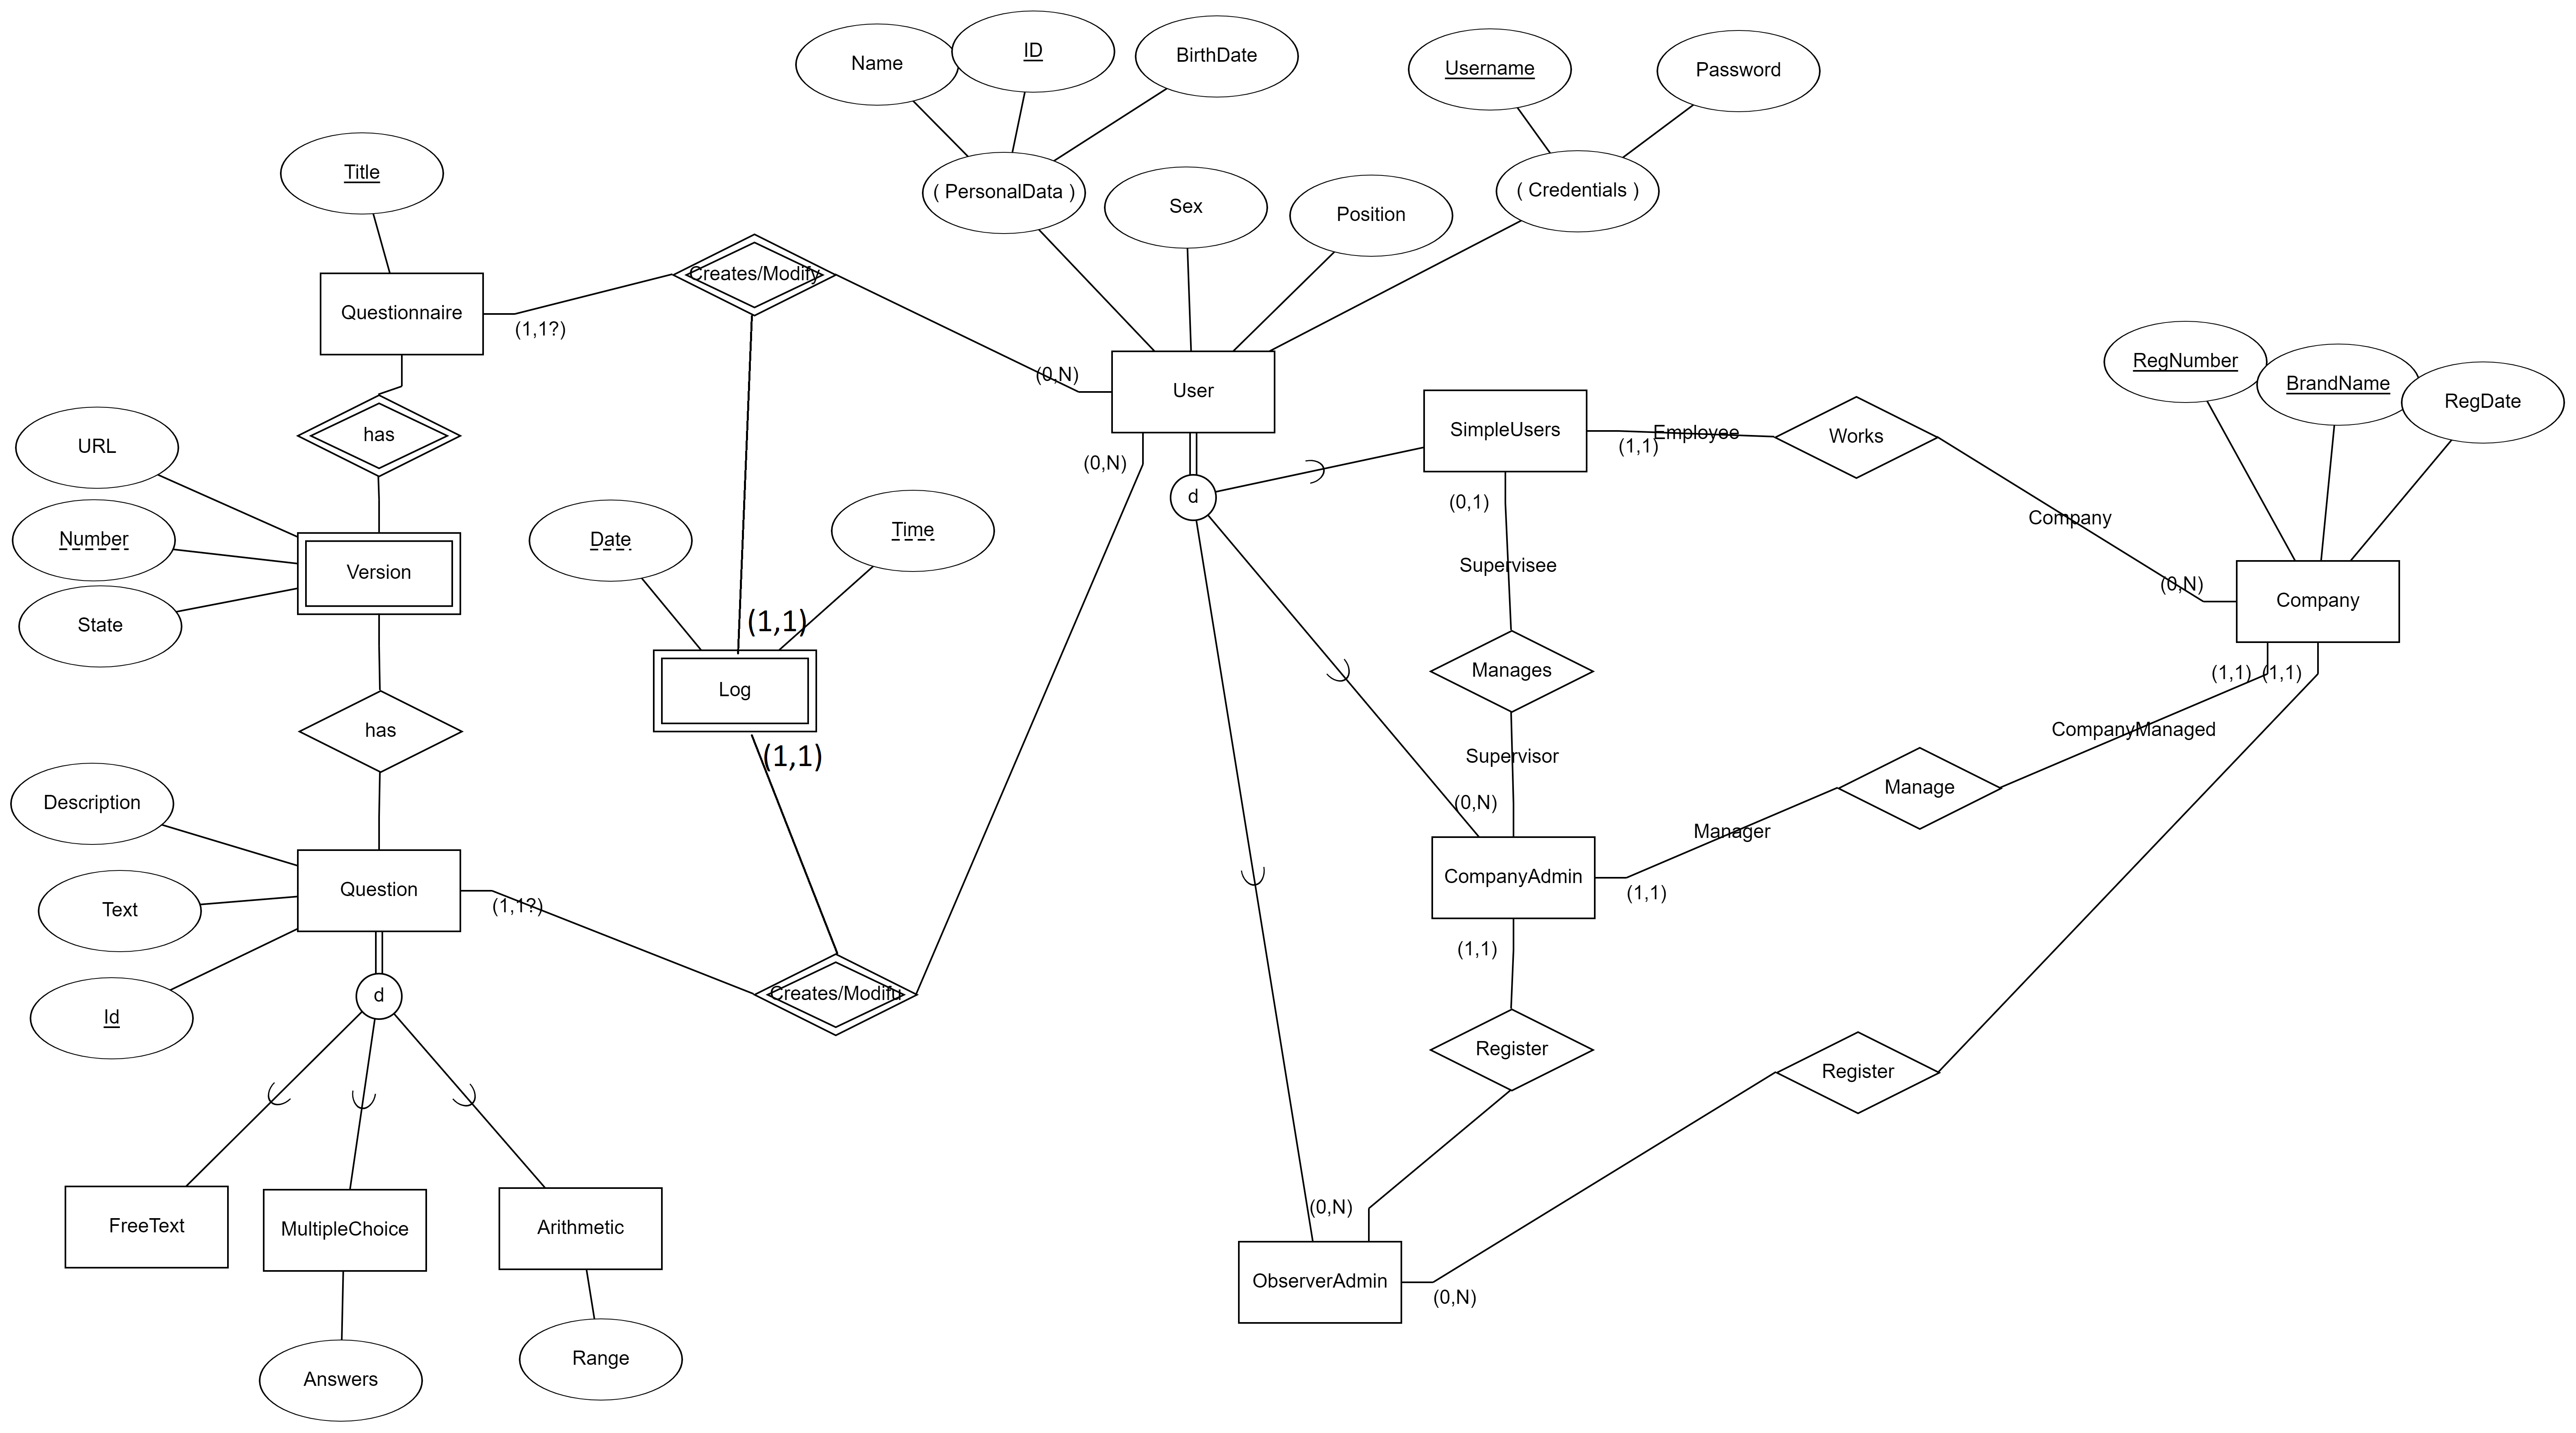 Name
ID
BirthDate
Username
Password
Title
( PersonalData )
Sex
Position
( Credentials )
Questionnaire
(1,1?)
Creates/Modify
(0,N)
User
RegNumber
BrandName
RegDate
has
URL
Number
State
Version
Date
Time
(0,N)
d
SimpleUsers
(1,1)
Employee
Works
Company
(0,N)
Company
(0,1)
Supervisee
(1,1)
Log
(1,1)
Manages
Supervisor
(0,N)
(1,1)
(1,1)
CompanyManaged
Manage
Manager
has
Description
Text
Id
Question
(1,1?)
CompanyAdmin
(1,1)
(1,1)
Creates/Modifu
d
Register
Register
FreeText
MultipleChoice
Arithmetic
(0,N)
ObserverAdmin
(0,N)
Answers
Range